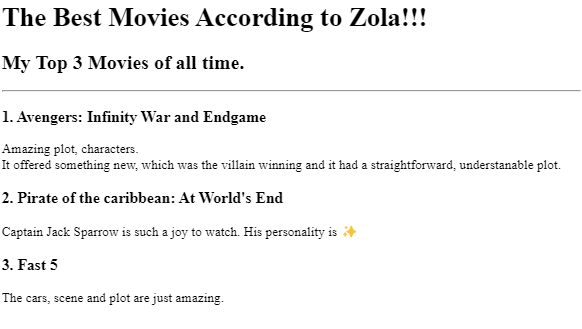 The Best Movies According to Zola!!!
My Top 3 Movies of all time.
1. Avengers: Infinity War and Endgame
Amazing plot, characters.
It offered something new, which was the villain winning and it had a straightforward, understanable plot.
2. Pirate of the caribbean: At World's End
Captain Jack Sparrow is such a joy to watch. His personality is ✨
3. Fast 5
The cars, scene and plot are just amazing.